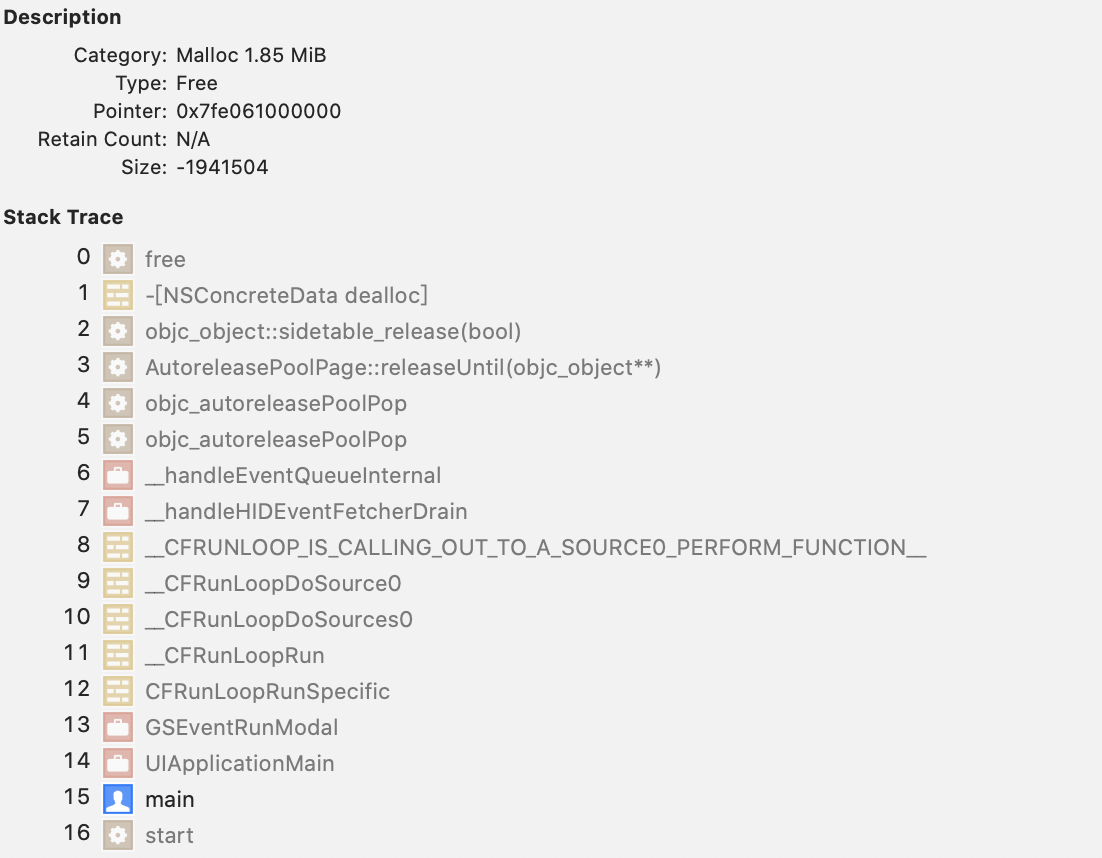 Description
Category: Malloc 1.85 MiB
Type: Free
Pointer: 0x7fe061000000
Retain Count: N/A
Size: -1941504
Stack Trace
0 free
1 -[NSConcreteData dealloc]
2 objc_object::sidetable_release(bool)
3 AutoreleasePoolPage::releaseUntil(objc_object**)
4 objc_autoreleasePoolPop
5 objc_autoreleasePoolPop
6 __handleEventQueueInternal
7 __handleHIDEventFetcherDrain
8 __CFRUNLOOP_IS_CALLING_OUT_TO_A_SOURCE0_PERFORM_FUNCTION__
9 __CFRunLoopDoSource0
10 __CFRunLoopDoSources0
11 __CFRunLoopRun
12 CFRunLoopRunSpecific
13 GSEventRunModal
14 UIApplicationMain
15 main
16 start